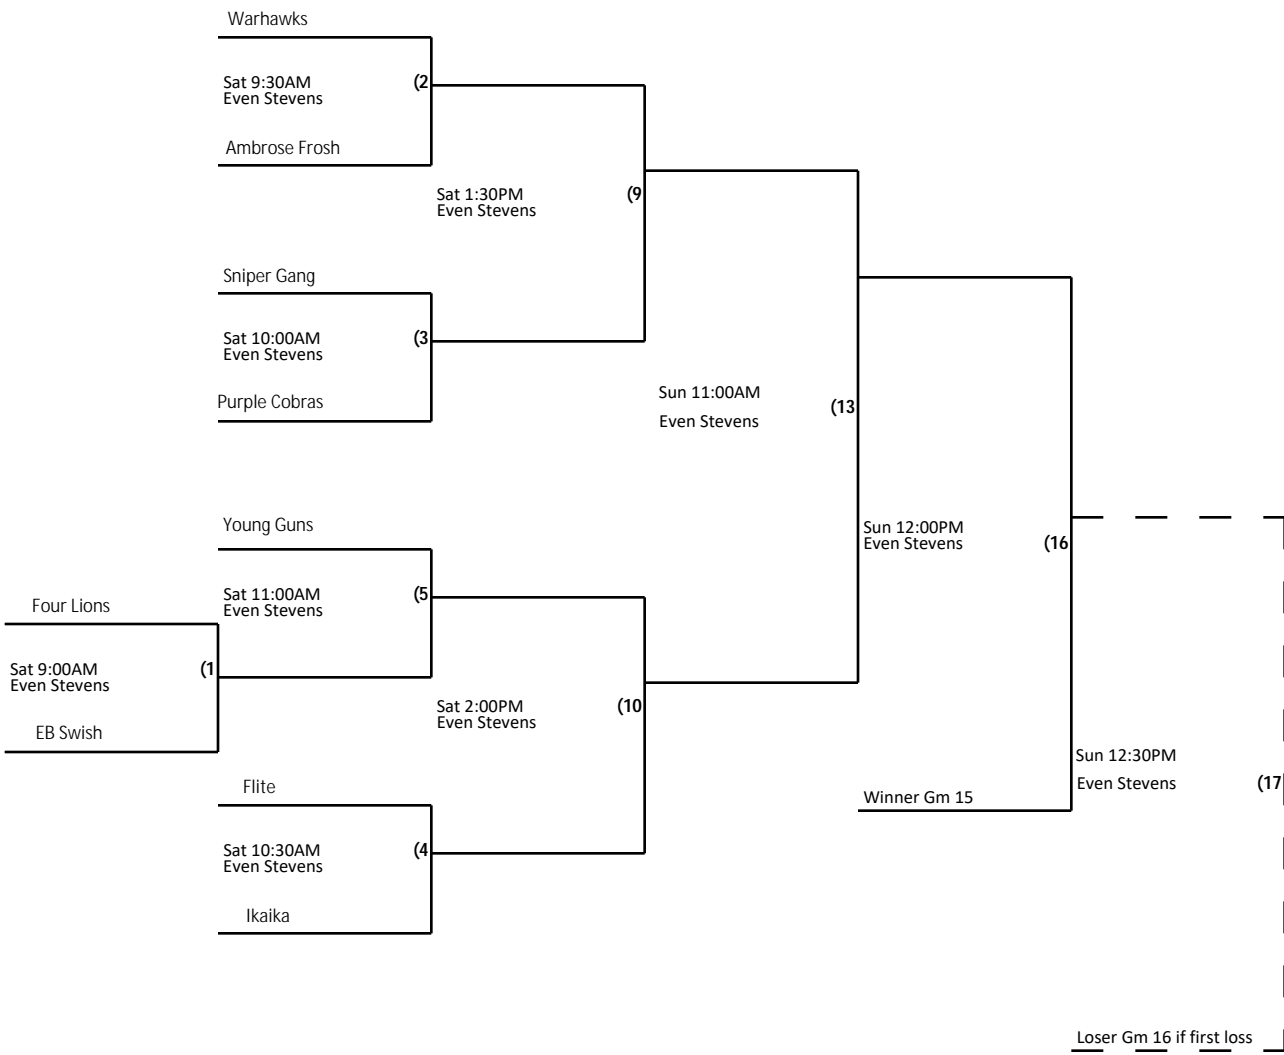 Warhawks
Sat 9:30AM
Even Stevens
(2
Ambrose Frosh
Sat 1:30PM
Even Stevens
(9
Sniper Gang
Sat 10:00AM
Even Stevens
(3
Purple Cobras
Sun 11:00AM
Even Stevens
(13
Young Guns
Sat 11:00AM
Even Stevens
(5
Sun 12:00PM
Even Stevens
(16
Four Lions
Sat 9:00AM
Even Stevens
(1
EB Swish
Sat 2:00PM
Even Stevens
(10
Flite
Sat 10:30AM
Even Stevens
(4
Ikaika
Winner Gm 15
Sun 12:30PM
Even Stevens
(17
Loser Gm 16 if first loss